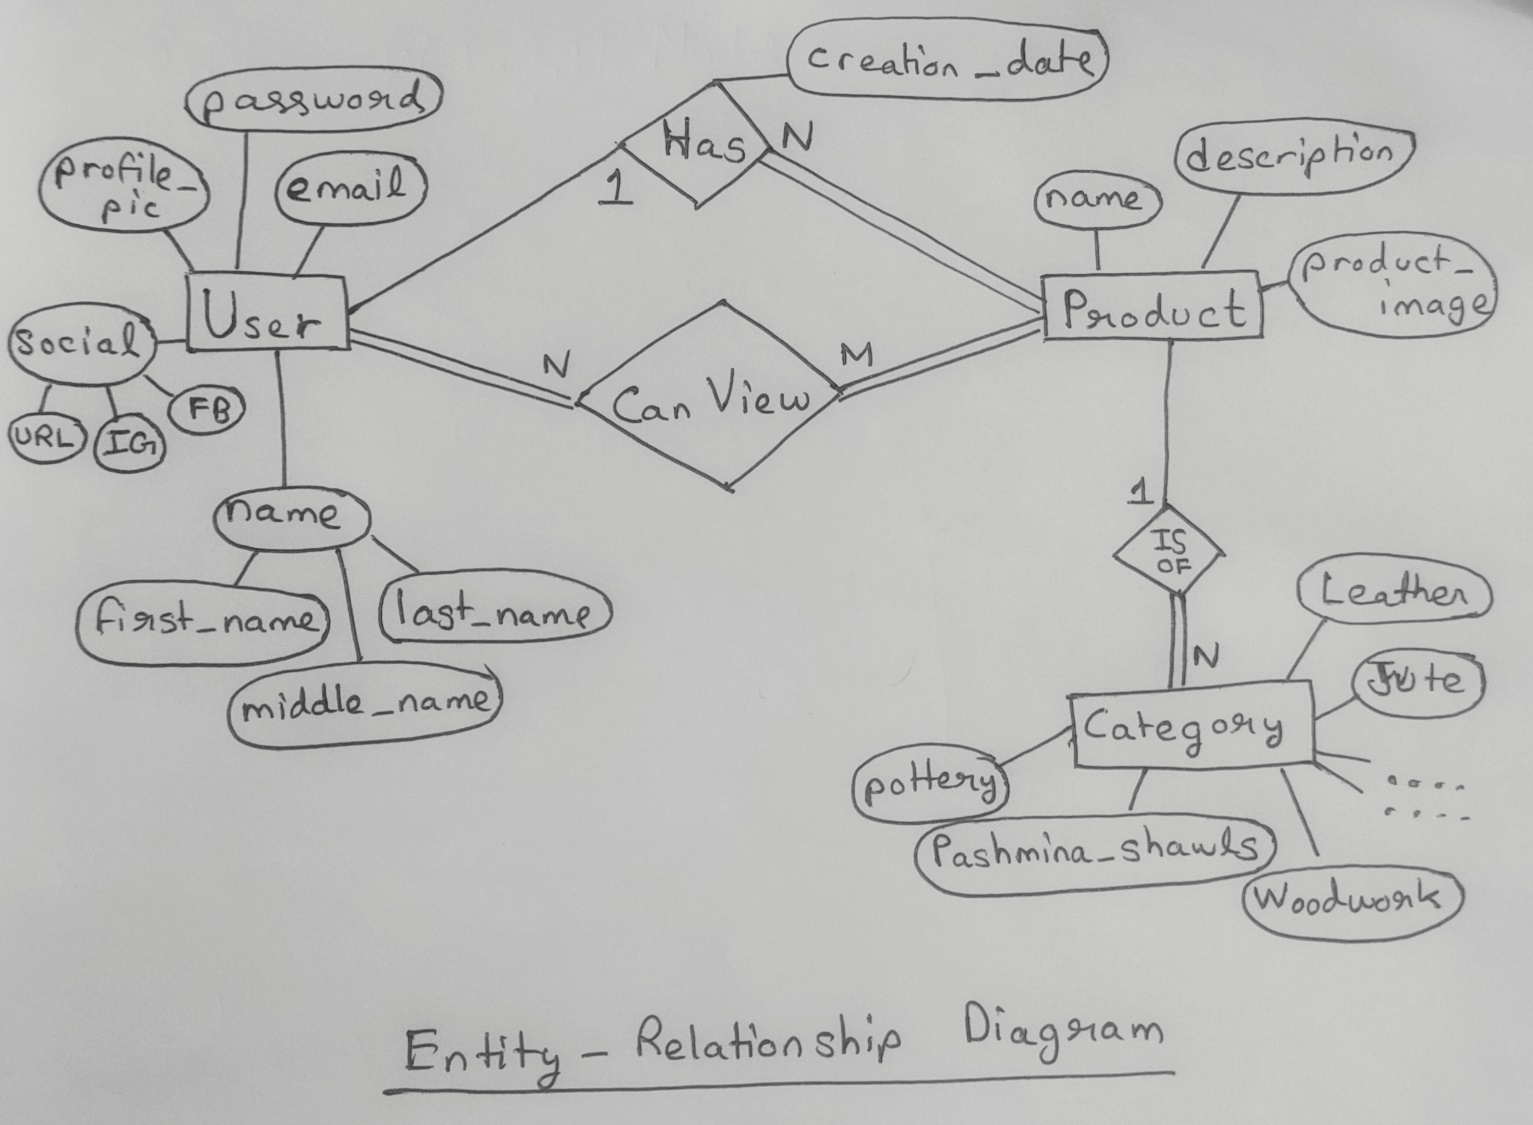 creation_date
password
Has
N
1
description
profile_
pic
email
name
product_
image
User
Product
social
N
M
Can View
URL
IG
FB
1
name
IS
OF
first_name
last_name
Leather
N
middle_name
Jute
Category
pottery
....
....
Pashmina_shawls
Woodwork
Entity - Relationship Diagram